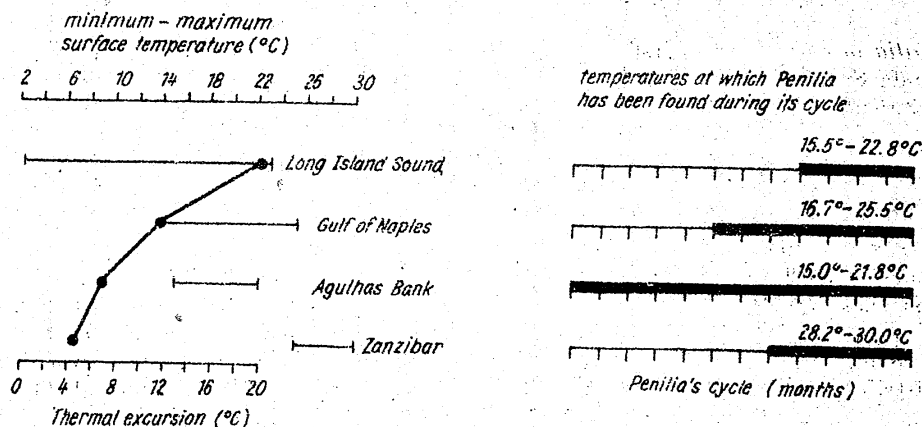 minimum – maximum
surface temperature (°C)
2 6 10 14 18 22 26 30
Long Island Sound
Gulf of Naples
Agulhas Bank
Zanzibar
0 4 8 12 16 20
Thermal excursion (°C)
temperatures at which Penilia
has been found during its cycle
15.5° – 22.8°C
16.7° – 25.5°C
15.0° – 21.8°C
28.2° – 30.0°C
Penilia's cycle (months)